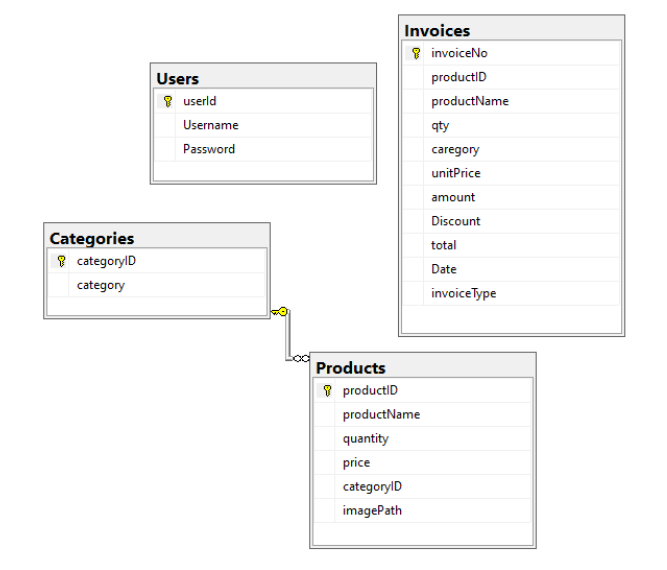 Users
userId
Username
Password
Invoices
invoiceNo
productID
productName
qty
caregory
unitPrice
amount
Discount
total
Date
invoiceType
Categories
categoryID
category
Products
productID
productName
quantity
price
categoryID
imagePath